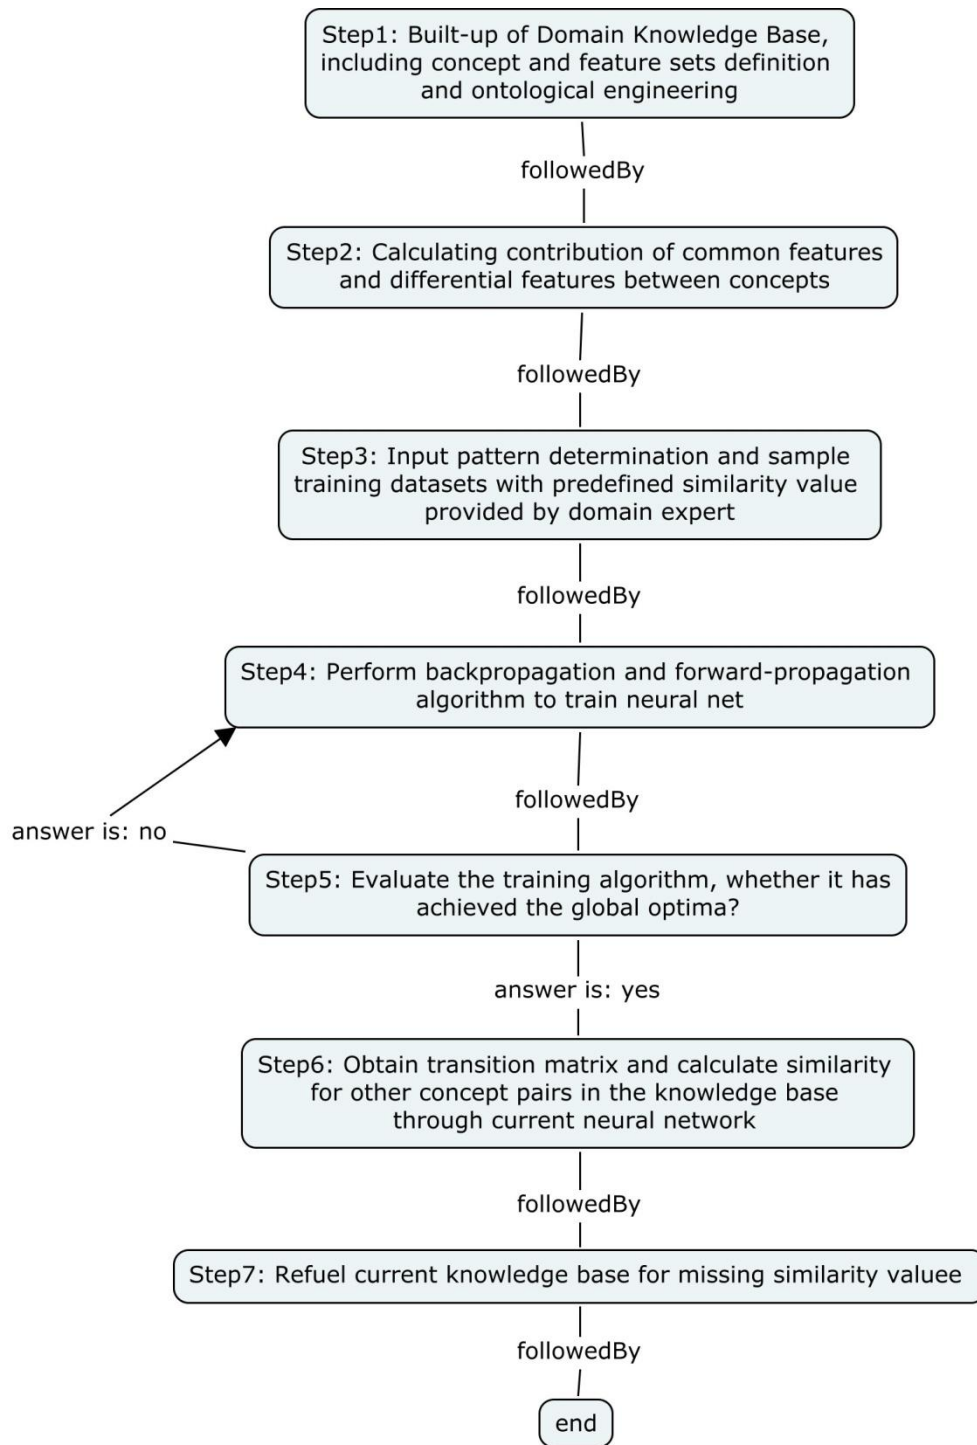 Step1: Built-up of Domain Knowledge Base,
including concept and feature sets definition
and ontological engineering
followedBy
Step2: Calculating contribution of common features
and differential features between concepts
followedBy
Step3: Input pattern determination and sample
training datasets with predefined similarity value
provided by domain expert
followedBy
Step4: Perform backpropagation and forward-propagation
algorithm to train neural net
followedBy
answer is: no
Step5: Evaluate the training algorithm, whether it has
achieved the global optima?
answer is: yes
Step6: Obtain transition matrix and calculate similarity
for other concept pairs in the knowledge base
through current neural network
followedBy
Step7: Refuel current knowledge base for missing similarity valuee
followedBy
end